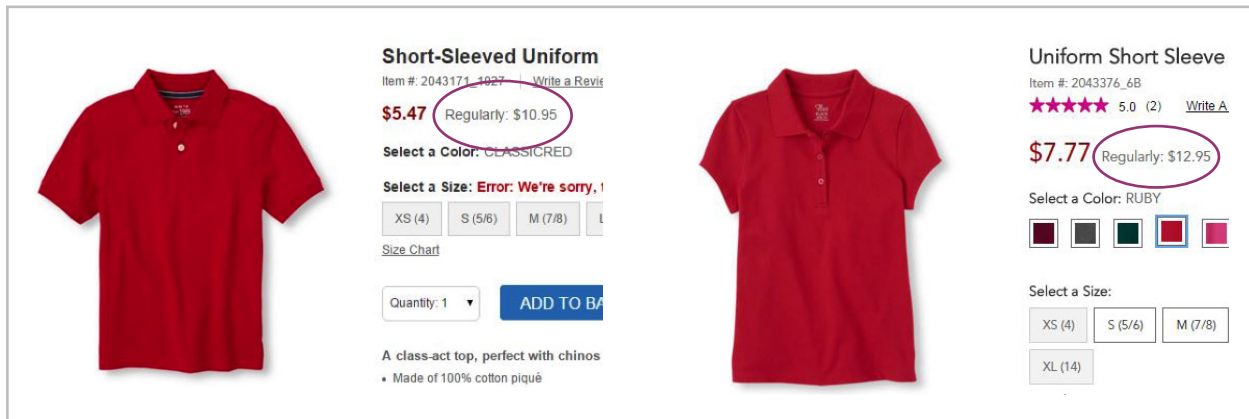 Short-Sleeved Uniform
Item #: 2043171_1027 Write a Revie
$5.47 Regularly: $10.95
Select a Color: CLASSICRED
Select a Size: Error: We're sorry, t
XS (4) S (5/6) M (7/8) L
Size Chart
Quantity: 1 ADD TO BA
A class-act top, perfect with chinos
• Made of 100% cotton piqué
Uniform Short Sleeve
Item #: 2043376_6B
5.0 (2) Write A
$7.77 Regularly: $12.95
Select a Color: RUBY
Select a Size:
XS (4) S (5/6) M (7/8)
XL (14)